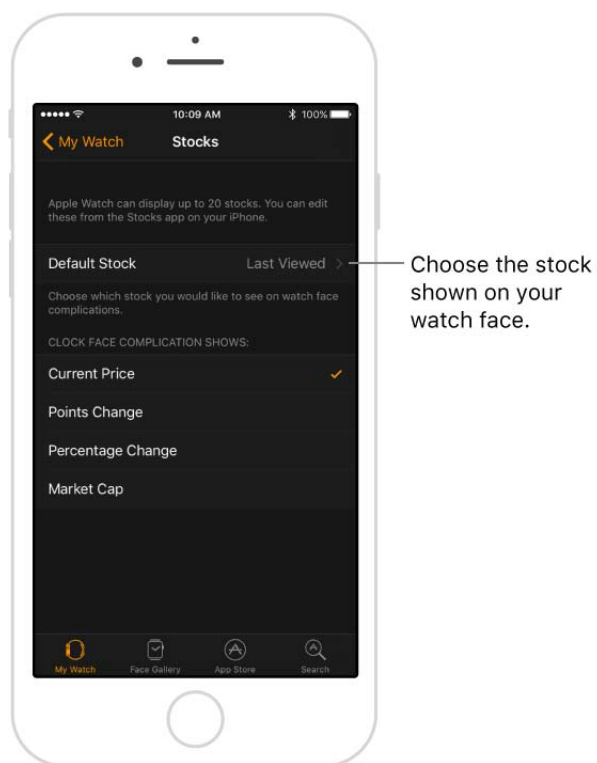 10:09 AM
100%
My Watch
Stocks
Apple Watch can display up to 20 stocks. You can edit
these from the Stocks app on your iPhone.
Default Stock
Last Viewed
Choose the stock
shown on your
watch face.
Choose which stock you would like to see on watch face
complications.
CLOCK FACE COMPLICATION SHOWS:
Current Price
Points Change
Percentage Change
Market Cap
My Watch
Face Gallery
App Store
Search